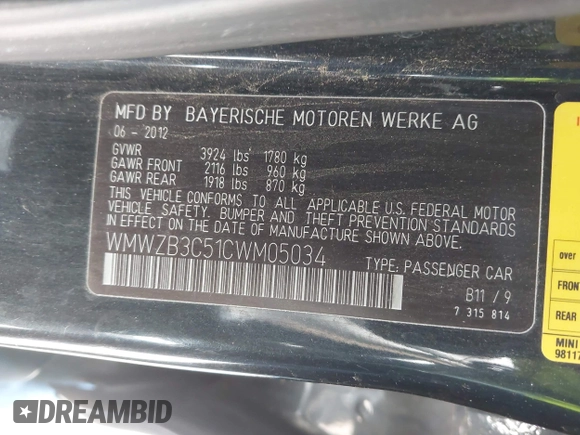 MFD BY BAYERISCHE MOTOREN WERKE AG
06 - 2012
GVWR 3924 lbs' 1780 kg
GAWR FRONT 2116 lbs 960 kg
GAWR REAR 1918 lbs 870 kg
THIS VEHICLE CONFORMS TO ALL APPLICABLE U.S. FEDERAL MOTOR
VEHICLE SAFETY, BUMPER AND THEFT PREVENTION STANDARDS
IN EFFECT ON THE DATE OF MANUFACTURE SHOWN ABOVE.
WMWZB3C51CWM05034
TYPE: PASSENGER CAR
B11 / 9
7 315 814
over
FRONT
REAR
MINI
9811
DREAMBID